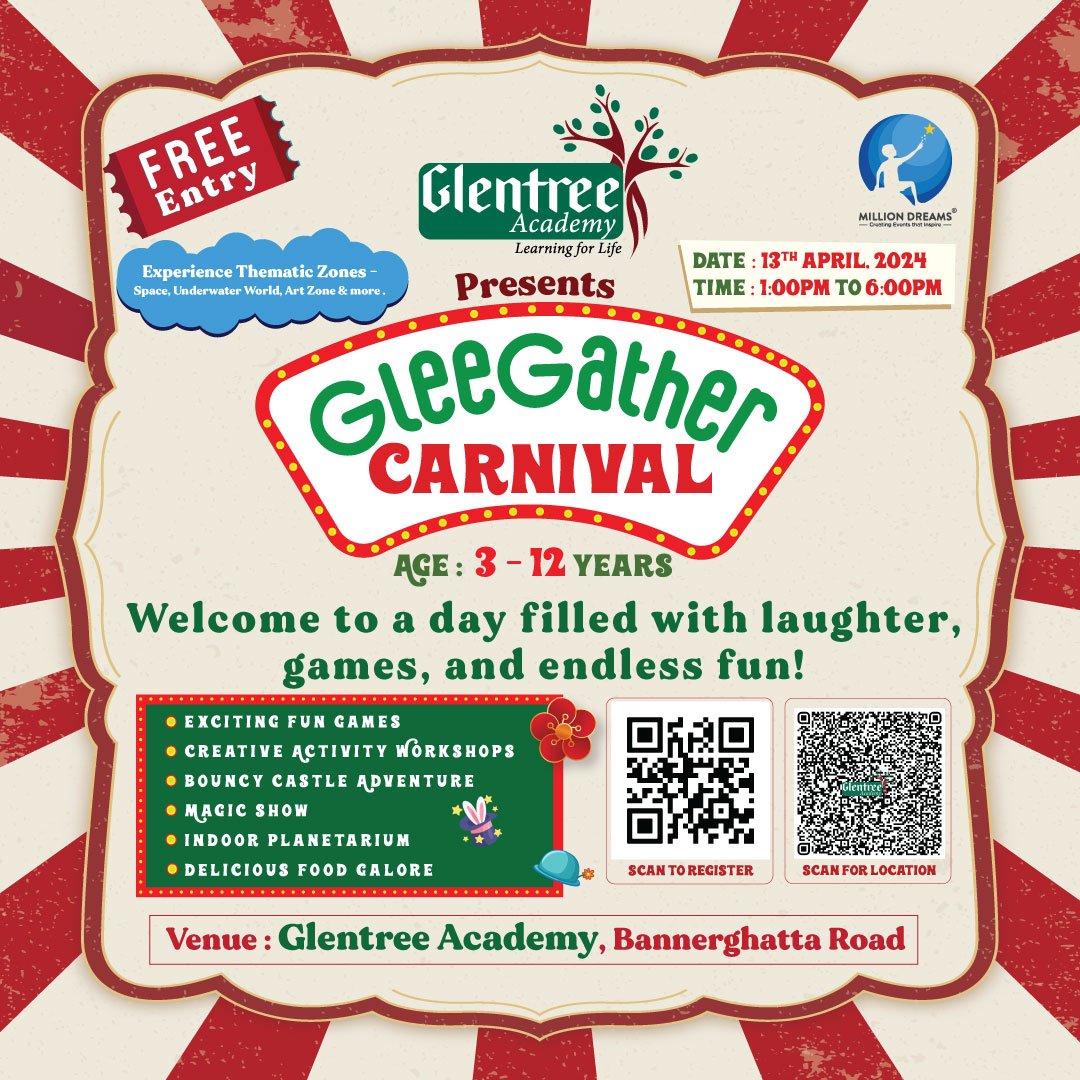 FREE
Entry
Glentree
Academy
Learning for Life
MILLION DREAMS®
Creating Events that Inspire
Experience Thematic Zones –
Space, Underwater World, Art Zone & more .
Presents
DATE : 13TH APRIL, 2024
TIME : 1:00PM TO 6:00PM
GleeGather
CARNIVAL
AGE : 3 – 12 YEARS
Welcome to a day filled with laughter,
games, and endless fun!
EXCITING FUN GAMES
CREATIVE ACTIVITY WORKSHOPS
BOUNCY CASTLE ADVENTURE
MAGIC SHOW
INDOOR PLANETARIUM
DELICIOUS FOOD GALORE
SCAN TO REGISTER
Glentree
Academy
SCAN FOR LOCATION
Venue : Glentree Academy, Bannerghatta Road